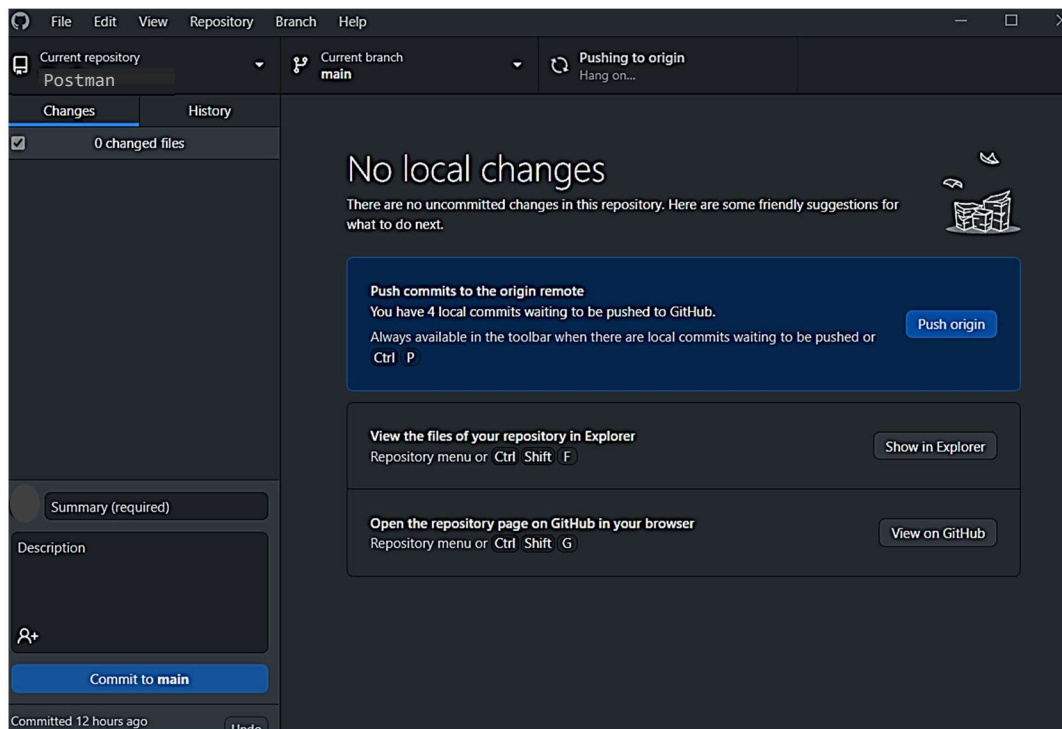 File Edit View Repository Branch Help
Current repository
Postman
Current branch
main
Pushing to origin
Hang on...
Changes History
0 changed files
No local changes
There are no uncommitted changes in this repository. Here are some friendly suggestions for
what to do next.
Push commits to the origin remote
You have 4 local commits waiting to be pushed to GitHub.
Always available in the toolbar when there are local commits waiting to be pushed or
Ctrl P
Push origin
View the files of your repository in Explorer
Repository menu or Ctrl Shift F
Show in Explorer
Open the repository page on GitHub in your browser
Repository menu or Ctrl Shift G
View on GitHub
Summary (required)
Description
Commit to main
Committed 12 hours ago
Undo